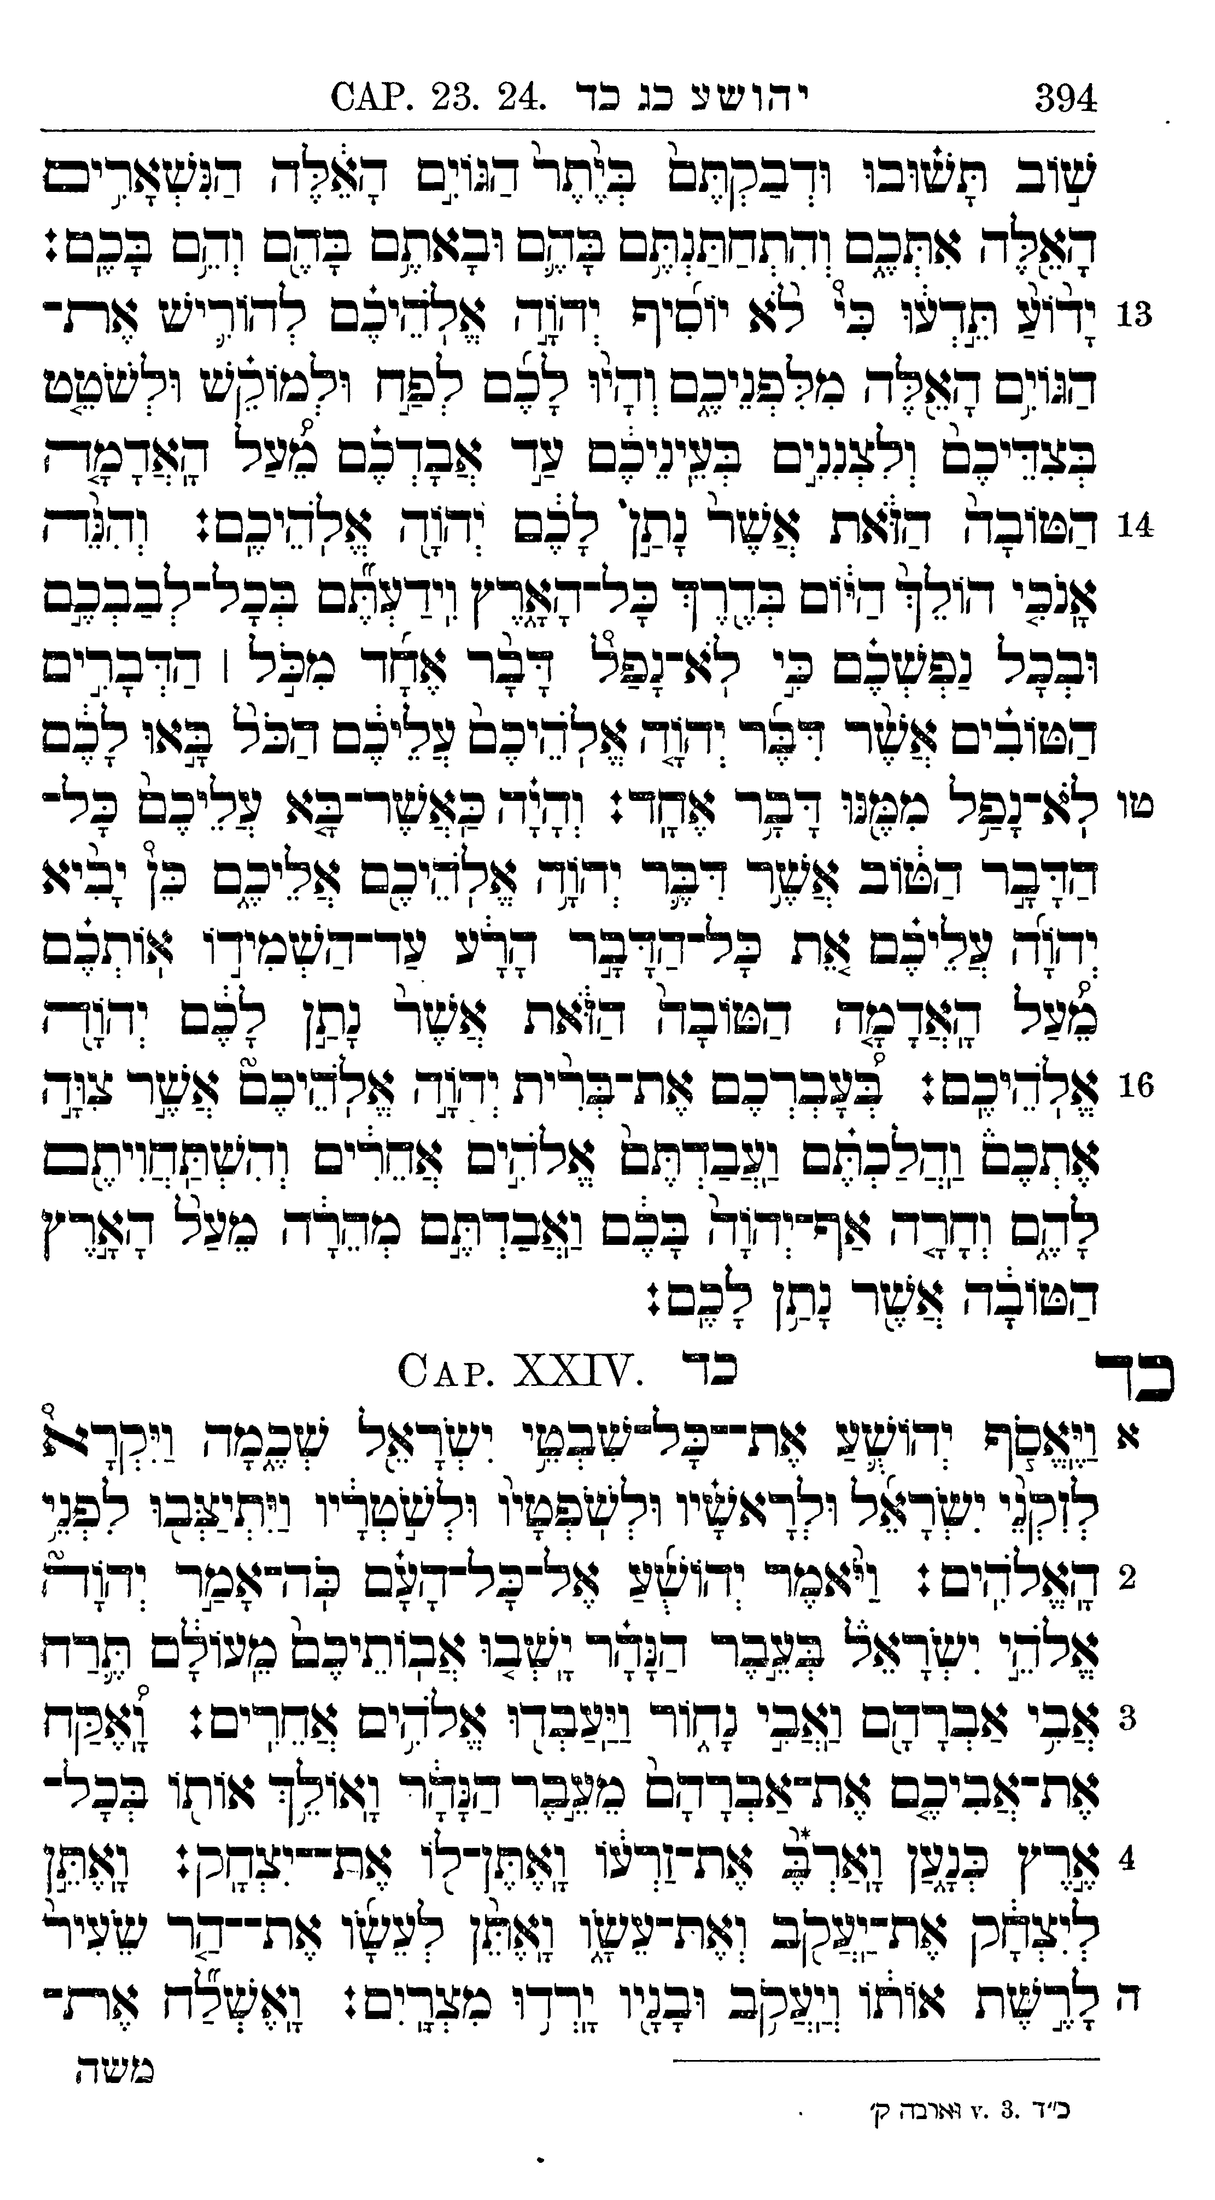 394 יהושע כג כד CAP. 23. 24.
שׁ֣וֹב תָּשׁ֗וּבוּ וּדְבַקְתֶּם֙ בְּיֶ֙תֶר֙ הַגּוֹיִ֣ם הָאֵ֔לֶּה הַנִּשְׁאָרִ֥ים
הָאֵ֖לֶּה אִתְּכֶ֑ם וְהִתְחַתַּנְתֶּ֥ם בָּהֶ֛ם וּבָאתֶ֥ם בָּהֶ֖ם וְהֵ֥ם בָּכֶֽם׃
13 יָד֙וֹעַ֙ תֵּֽדְע֔וּ כִּי֩ לֹ֨א יוֹסִ֜יף יְהוָ֣ה אֱלֹֽהֵיכֶ֗ם לְהוֹרִ֛ישׁ אֶת־
הַגּוֹיִ֥ם הָאֵ֖לֶּה מִלִּפְנֵיכֶ֑ם וְהָי֨וּ לָכֶ֜ם לְפַ֣ח וּלְמוֹקֵ֗שׁ וּלְשֹׁטֵ֤ט
בְּצִדֵּיכֶם֙ וְלִצְנִנִ֣ים בְּעֵֽינֵיכֶ֔ם עַ֣ד אֲבָדְכֶ֗ם מֵ֠עַל הָאֲדָמָ֤ה
14 הַטּוֹבָה֙ הַזֹּ֔את אֲשֶׁר֙ נָתַ֣ן לָכֶ֔ם יְהוָ֖ה אֱלֹֽהֵיכֶֽם׃ וְהִנֵּ֨ה
אָֽנֹכִ֤י הוֹלֵךְ֙ הַיּ֔וֹם בְּדֶ֖רֶךְ כָּל־הָאָ֑רֶץ וִֽידַעְתֶּ֞ם בְּכָל־לְבַבְכֶ֣ם
וּבְכָל נַפְשְׁכֶ֗ם כִּ֣י לֹֽא־נָפַל֩ דָּבָ֨ר אֶחָ֜ד מִכֹּ֣ל ׀ הַדְּבָרִ֣ים
הַטּוֹבִ֗ים אֲשֶׁ֨ר דִּבֶּ֜ר יְהוָ֤ה אֱלֹֽהֵיכֶם֙ עֲלֵיכֶ֔ם הַכֹּל֙ בָּ֣אוּ לָכֶ֔ם
טו לֹֽא־נָפַ֥ל מִמֶּ֖נּוּ דָּבָ֥ר אֶחָֽד׃ וְהָיָ֗ה כַּאֲשֶׁר־בָּ֤א עֲלֵיכֶם֙ כָּל־
הַדָּבָ֣ר הַטּ֔וֹב אֲשֶׁ֥ר דִּבֶּ֛ר יְהוָ֥ה אֱלֹֽהֵיכֶ֖ם אֲלֵיכֶ֑ם כֵּן֩ יָבִ֨יא
יְהוָ֜ה עֲלֵיכֶ֗ם אֵ֚ת כָּל־הַדָּבָ֣ר הָרָ֔ע עַד־הַשְׁמִיד֣וֹ אֽוֹתְכֶ֗ם
מֵ֠עַל הָאֲדָמָ֤ה הַטּוֹבָה֙ הַזֹּ֔את אֲשֶׁר֙ נָתַ֣ן לָכֶ֔ם יְהוָ֖ה
16 אֱלֹֽהֵיכֶֽם׃ בְּ֠עָבְרְכֶם אֶת־בְּרִ֨ית יְהוָ֣ה אֱלֹֽהֵיכֶם֮ אֲשֶׁ֣ר צִוָּ֣ה
אֶתְכֶם֒ וַהֲלַכְתֶּ֗ם וַעֲבַדְתֶּם֙ אֱלֹהִ֣ים אֲחֵרִ֔ים וְהִשְׁתַּחֲוִיתֶ֖ם
לָהֶ֑ם וְחָרָ֤ה אַף־יְהוָה֙ בָּכֶ֔ם וַאֲבַדְתֶּ֣ם מְהֵרָ֔ה מֵעַל֙ הָאָ֣רֶץ
הַטּוֹבָ֔ה אֲשֶׁ֖ר נָתַ֥ן לָכֶֽם׃
כד כד CAP. XXIV.
א וַיֶּאֱסֹ֧ף יְהוֹשֻׁ֛עַ אֶת־כָּל־שִׁבְטֵ֥י יִשְׂרָאֵ֖ל שְׁכֶ֑מָה וַיִּקְרָא֩
לְזִקְנֵ֨י יִשְׂרָאֵ֜ל וּלְרָאשָׁ֗יו וּלְשֹֽׁפְטָיו֙ וּלְשֹׁ֣טְרָ֔יו וַיִּֽתְיַצְּב֖וּ לִפְנֵ֥י
2 הָאֱלֹהִֽים׃ וַיֹּ֨אמֶר יְהוֹשֻׁ֜עַ אֶל־כָּל־הָעָ֗ם כֹּֽה־אָמַ֣ר יְהוָה֮
אֱלֹהֵ֣י יִשְׂרָאֵל֒ בְּעֵ֣בֶר הַנָּהָ֗ר יָשְׁב֤וּ אֲבֽוֹתֵיכֶם֙ מֵֽעוֹלָ֔ם תֶּ֛רַח
3 אֲבִ֥י אַבְרָהָ֖ם וַאֲבִ֣י נָח֑וֹר וַיַּעַבְד֖וּ אֱלֹהִ֥ים אֲחֵרִֽים׃ וָ֠אֶקַּח
אֶת־אֲבִיכֶ֤ם אֶת־אַבְרָהָם֙ מֵעֵ֣בֶר הַנָּהָ֔ר וָאוֹלֵ֥ךְ אוֹת֖וֹ בְּכָל־
4 אֶ֣רֶץ כְּנָ֑עַן וָאַרְבֶּ֙* אֶת־זַרְע֔וֹ וָֽאֶתֶּן־ל֖וֹ אֶת־יִצְחָֽק׃ וָאֶתֵּ֣ן
לְיִצְחָ֔ק אֶת־יַעֲקֹ֖ב וְאֶת־עֵשָׂ֑ו וָאֶתֵּ֨ן לְעֵשָׂ֜ו אֶת־הַ֤ר שֵׂעִיר֙
ה לָרֶ֣שֶׁת אוֹת֔וֹ וְיַעֲקֹ֥ב וּבָנָ֖יו יָרְד֥וּ מִצְרָֽיִם׃ וָאֶשְׁלַ֞ח אֶת־
משה
כ״ד v. 3. וארבה ק׳